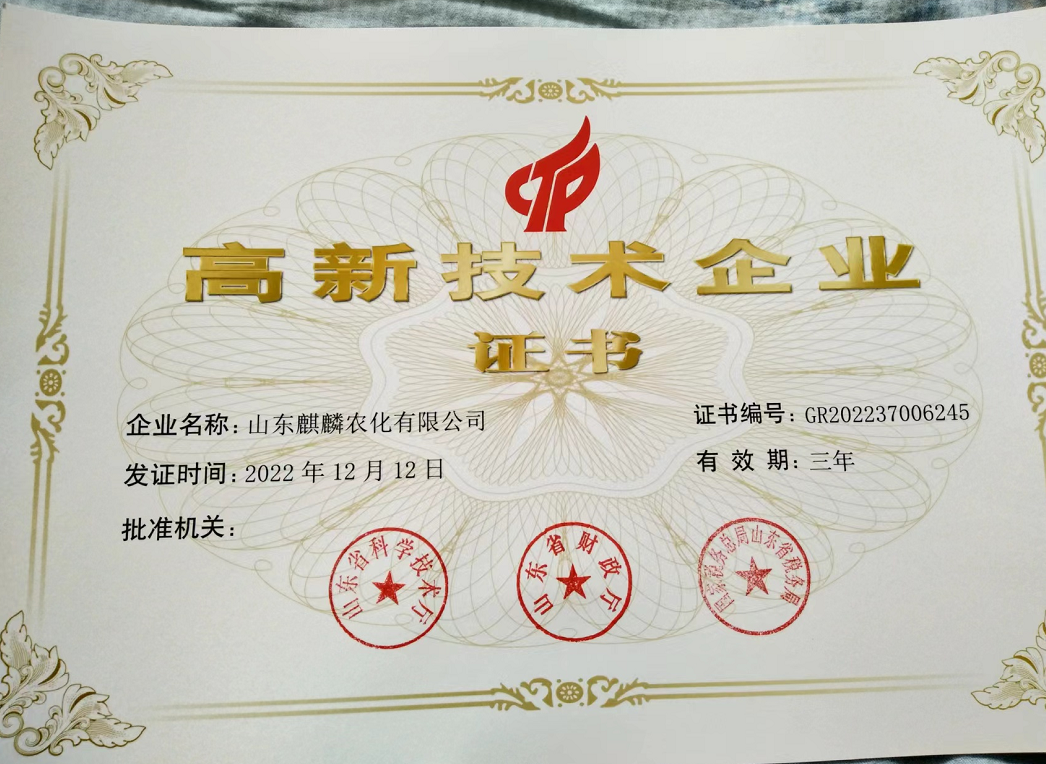 高新技术企业
证书
企业名称：山东麒麟农化有限公司
证书编号：GR202237006245
发证时间：2022年12月12日
有效期：三年
批准机关：
山东省科学技术厅
山东省财政厅
国家税务总局山东省税务局